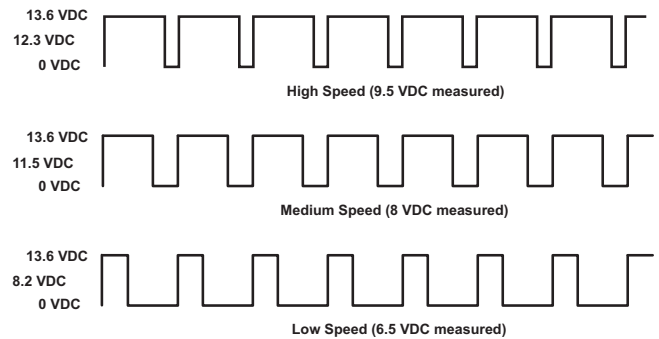 13.6 VDC
12.3 VDC
0 VDC
High Speed (9.5 VDC measured)
13.6 VDC
11.5 VDC
0 VDC
Medium Speed (8 VDC measured)
13.6 VDC
8.2 VDC
0 VDC
Low Speed (6.5 VDC measured)